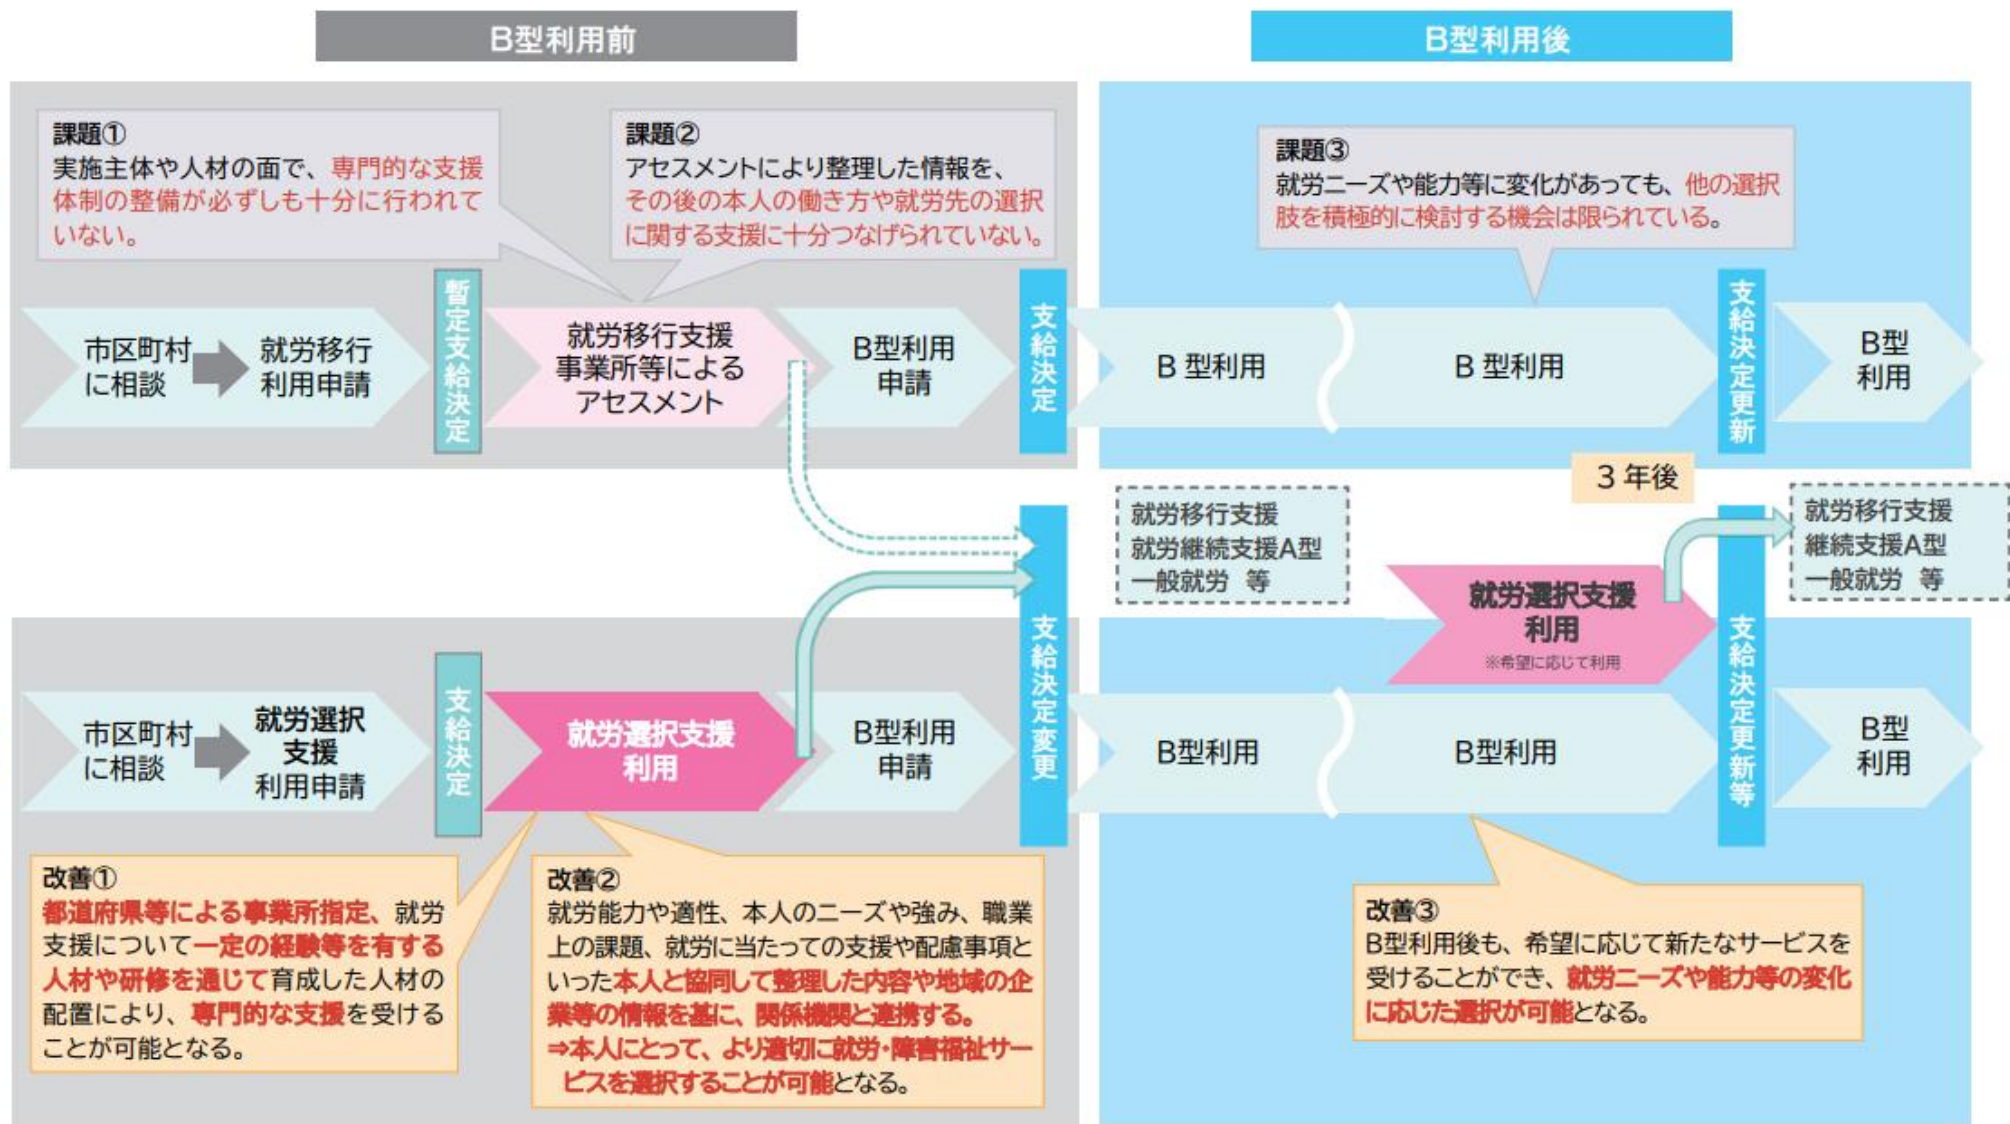 B型利用前
B型利用後
課題①
実施主体や人材の面で、専門的な支援
体制の整備が必ずしも十分に行われて
いない。
課題②
アセスメントにより整理した情報を、
その後の本人の働き方や就労先の選択
に関する支援に十分つなげられていない。
課題③
就労ニーズや能力等に変化があっても、他の選択
肢を積極的に検討する機会は限られている。
市区町村
に相談
就労移行
利用申請
暫定支給決定
就労移行支援
事業所等による
アセスメント
B型利用
申請
支給決定
B 型利用
B 型利用
支給決定更新
B型
利用
3 年後
就労移行支援
就労継続支援A型
一般就労 等
就労選択支援
利用
※希望に応じて利用
就労移行支援
継続支援A型
一般就労 等
市区町村
に相談
就労選択
支援
利用申請
支給決定
就労選択支援
利用
B型利用
申請
支給決定変更
B型利用
B型利用
支給決定更新等
B型
利用
改善①
都道府県等による事業所指定、就労
支援について一定の経験等を有する
人材や研修を通じて育成した人材の
配置により、専門的な支援を受ける
ことが可能となる。
改善②
就労能力や適性、本人のニーズや強み、職業
上の課題、就労に当たっての支援や配慮事項と
いった本人と協同して整理した内容や地域の企
業等の情報を基に、関係機関と連携する。
⇒本人にとって、より適切に就労・障害福祉サー
ビスを選択することが可能となる。
改善③
B型利用後も、希望に応じて新たなサービスを
受けることができ、就労ニーズや能力等の変化
に応じた選択が可能となる。